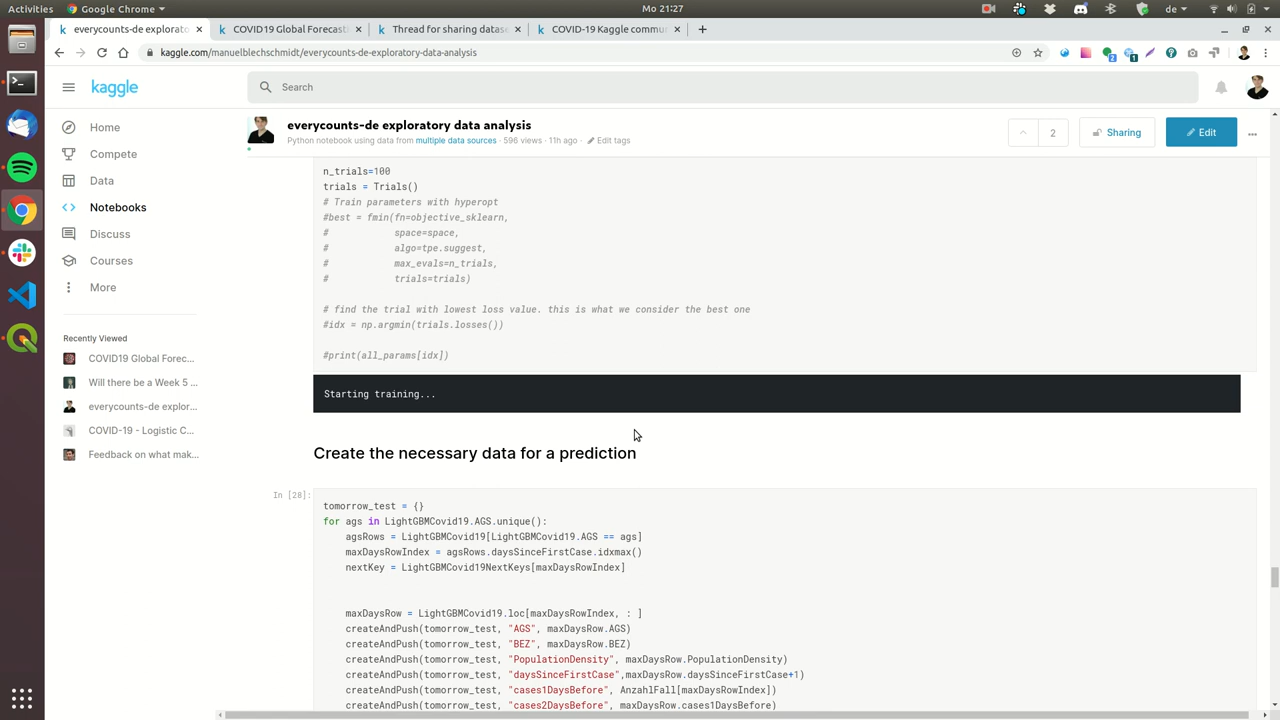 Activities Google Chrome Mo 21:27 de
everycounts-de explorato × COVID19 Global Forecasti × Thread for sharing datase × COVID-19 Kaggle commu × +
kaggle.com/manuelblechschmidt/everycounts-de-exploratory-data-analysis
kaggle
Search
everycounts-de exploratory data analysis
Python notebook using data from multiple data sources · 596 views · 11h ago · Edit tags
2
Sharing
Edit
Home
Compete
Data
Notebooks
Discuss
Courses
More
Recently Viewed
COVID19 Global Forec...
Will there be a Week 5 ...
everycounts-de explor...
COVID-19 - Logistic C...
Feedback on what mak...
n_trials=100
trials = Trials()
# Train parameters with hyperopt
#best = fmin(fn=objective_sklearn,
# space=space,
# algo=tpe.suggest,
# max_evals=n_trials,
# trials=trials)
# find the trial with lowest loss value. this is what we consider the best one
#idx = np.argmin(trials.losses())
#print(all_params[idx])
Starting training...
Create the necessary data for a prediction
In [28]:
tomorrow_test = {}
for ags in LightGBMCovid19.AGS.unique():
agsRows = LightGBMCovid19[LightGBMCovid19.AGS == ags]
maxDaysRowIndex = agsRows.daysSinceFirstCase.idxmax()
nextKey = LightGBMCovid19NextKeys[maxDaysRowIndex]
maxDaysRow = LightGBMCovid19.loc[maxDaysRowIndex, : ]
createAndPush(tomorrow_test, "AGS", maxDaysRow.AGS)
createAndPush(tomorrow_test, "BEZ", maxDaysRow.BEZ)
createAndPush(tomorrow_test, "PopulationDensity", maxDaysRow.PopulationDensity)
createAndPush(tomorrow_test, "daysSinceFirstCase",maxDaysRow.daysSinceFirstCase+1)
createAndPush(tomorrow_test, "cases1DaysBefore", AnzahlFall[maxDaysRowIndex])
createAndPush(tomorrow_test, "cases2DaysBefore", maxDaysRow.cases1DaysBefore)